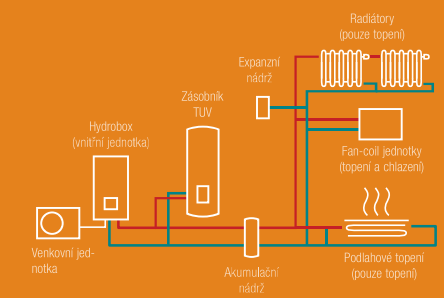 Radiátory
(pouze topení)
Expanzní
nádrž
Zásobník
TUV
Hydrobox
(vnitřní jednotka)
Fan-coil jednotky
(topení a chlazení)
Venkovní jed-
notka
Podlahové topení
(pouze topení)
Akumulační
nádrž